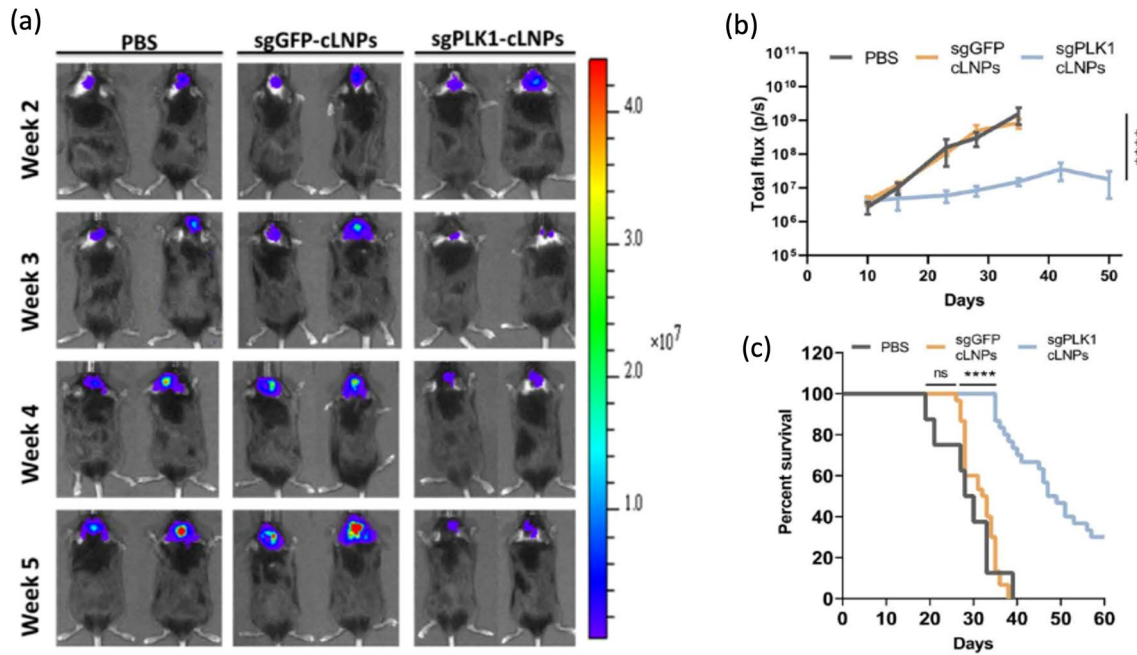 (a)
PBS
sgGFP-cLNPs
sgPLK1-cLNPs
Week 2
Week 3
Week 4
Week 5
4.0
3.0
×10⁷
2.0
1.0
(b)
PBS
sgGFP
cLNPs
sgPLK1
cLNPs
Total flux (p/s)
10¹¹
10¹⁰
10⁹
10⁸
10⁷
10⁶
10⁵
****
0
10
20
30
40
50
Days
(c)
PBS
sgGFP
cLNPs
sgPLK1
cLNPs
ns
****
Percent survival
120
100
80
60
40
20
0
0 10 20 30 40 50 60
Days